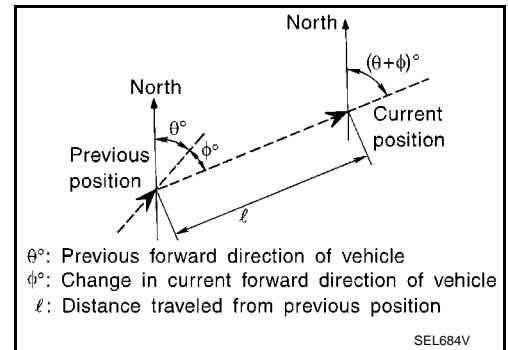 North
(θ+ϕ)°
North
θ°
ϕ°
Current
position
Previous
position
ℓ
θ°: Previous forward direction of vehicle
ϕ°: Change in current forward direction of vehicle
ℓ: Distance traveled from previous position
SEL684V